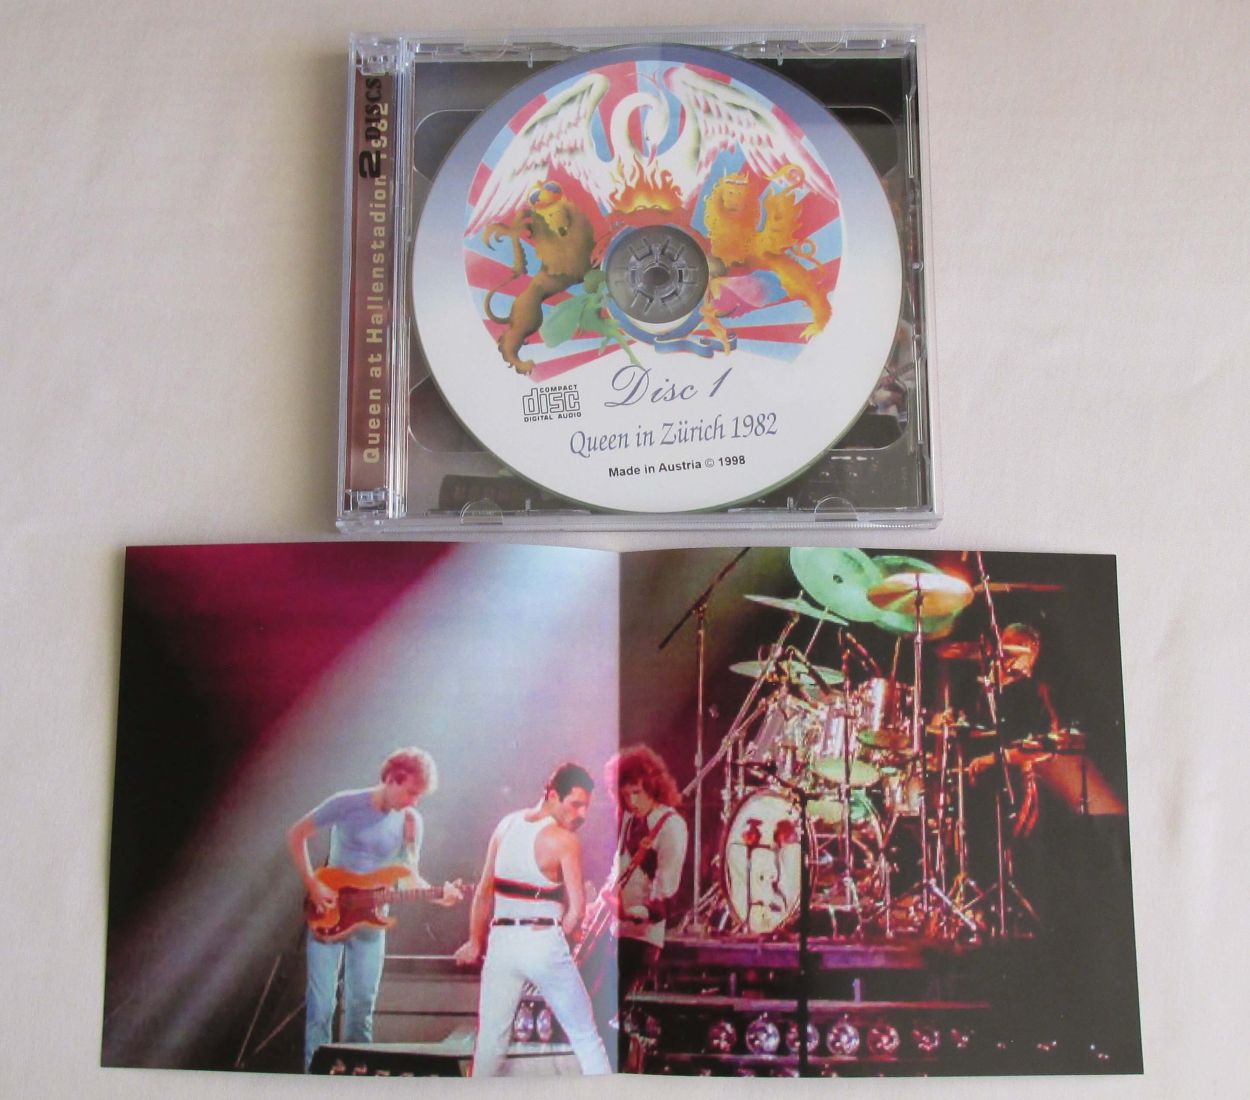 2 DISCS
Queen at Hallenstadion 1982
COMPACT
disc
DIGITAL AUDIO
Disc 1
Queen in Zürich 1982
Made in Austria © 1998